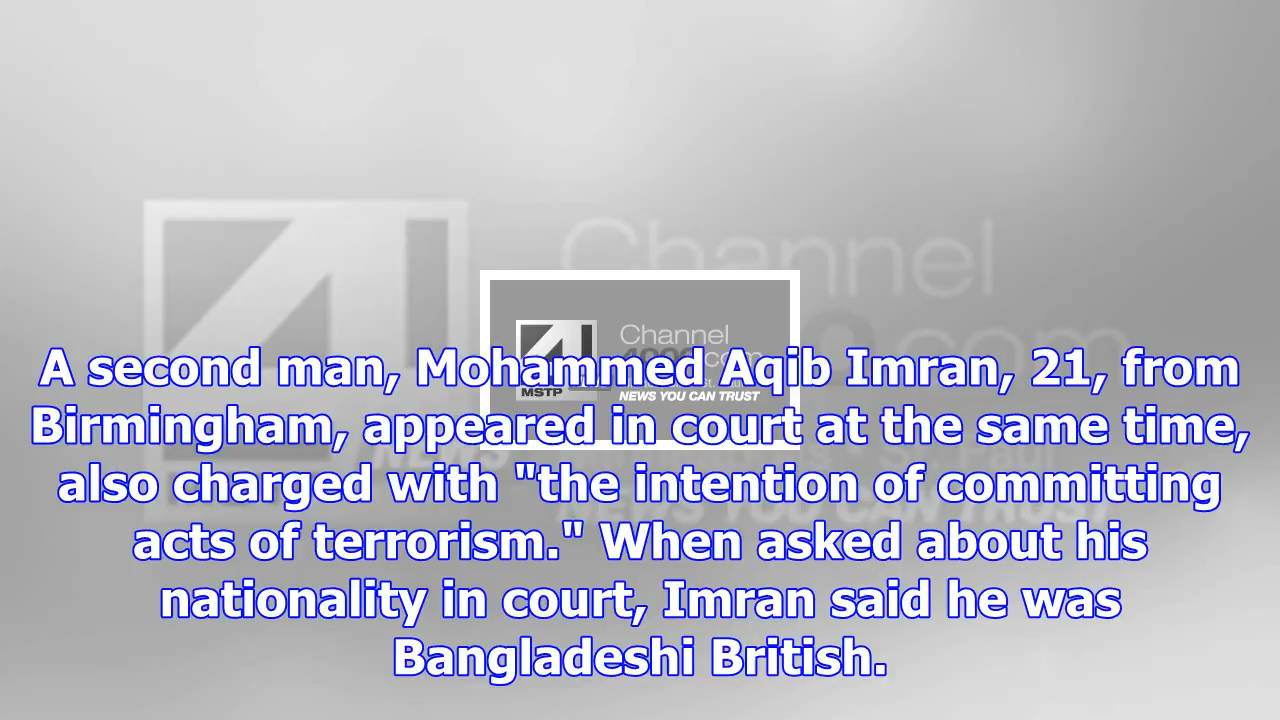 Channel
.com
MSTP
NEWS YOU CAN TRUST
A second man, Mohammed Aqib Imran, 21, from
Birmingham, appeared in court at the same time,
also charged with "the intention of committing
acts of terrorism." When asked about his
nationality in court, Imran said he was
Bangladeshi British.